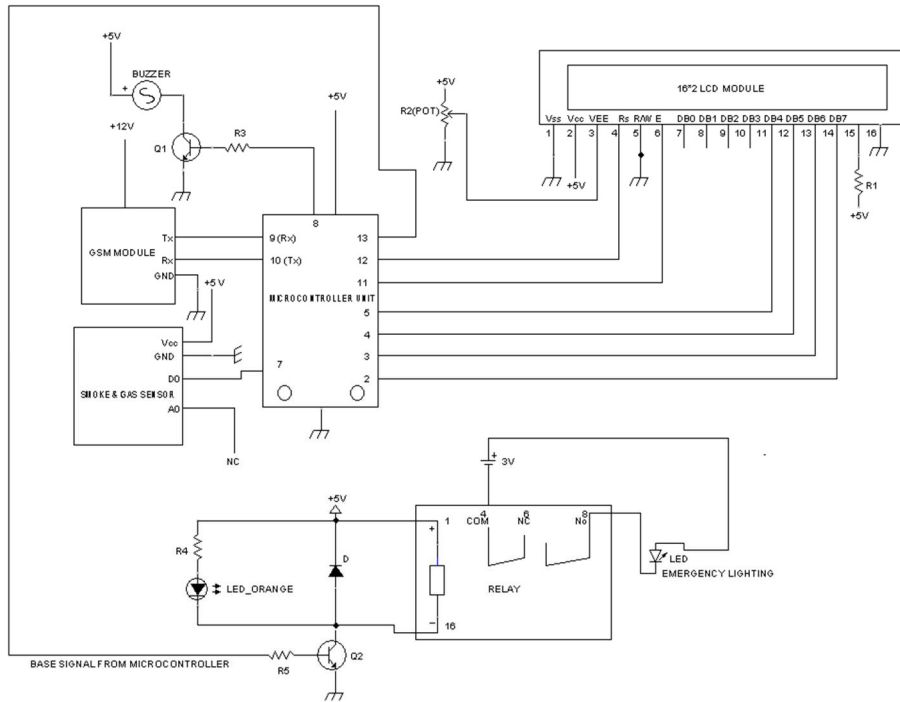 +5V
BUZZER
+
+12V
Q1
R3
+5V
+5V
R2(POT)
16*2 LCD MODULE
Vss Vcc VEE Rs R/W E DB0 DB1 DB2 DB3 DB4 DB5 DB6 DB7
1 2 3 4 5 6 7 8 9 10 11 12 13 14 15 16
+5V
R1
+5V
GSM MODULE
Tx
Rx
GND
8
9 (Rx)
10 (Tx)
MICROCONTROLLER UNIT
7
13
12
11
5
4
3
2
+5V
SMOKE & GAS SENSOR
Vcc
GND
D0
A0
NC
+
3V
+5V
R4
LED_ORANGE
D
1
+
4
COM
6
NC
8
No
RELAY
−
16
LED
EMERGENCY LIGHTING
BASE SIGNAL FROM MICROCONTROLLER
R5
Q2